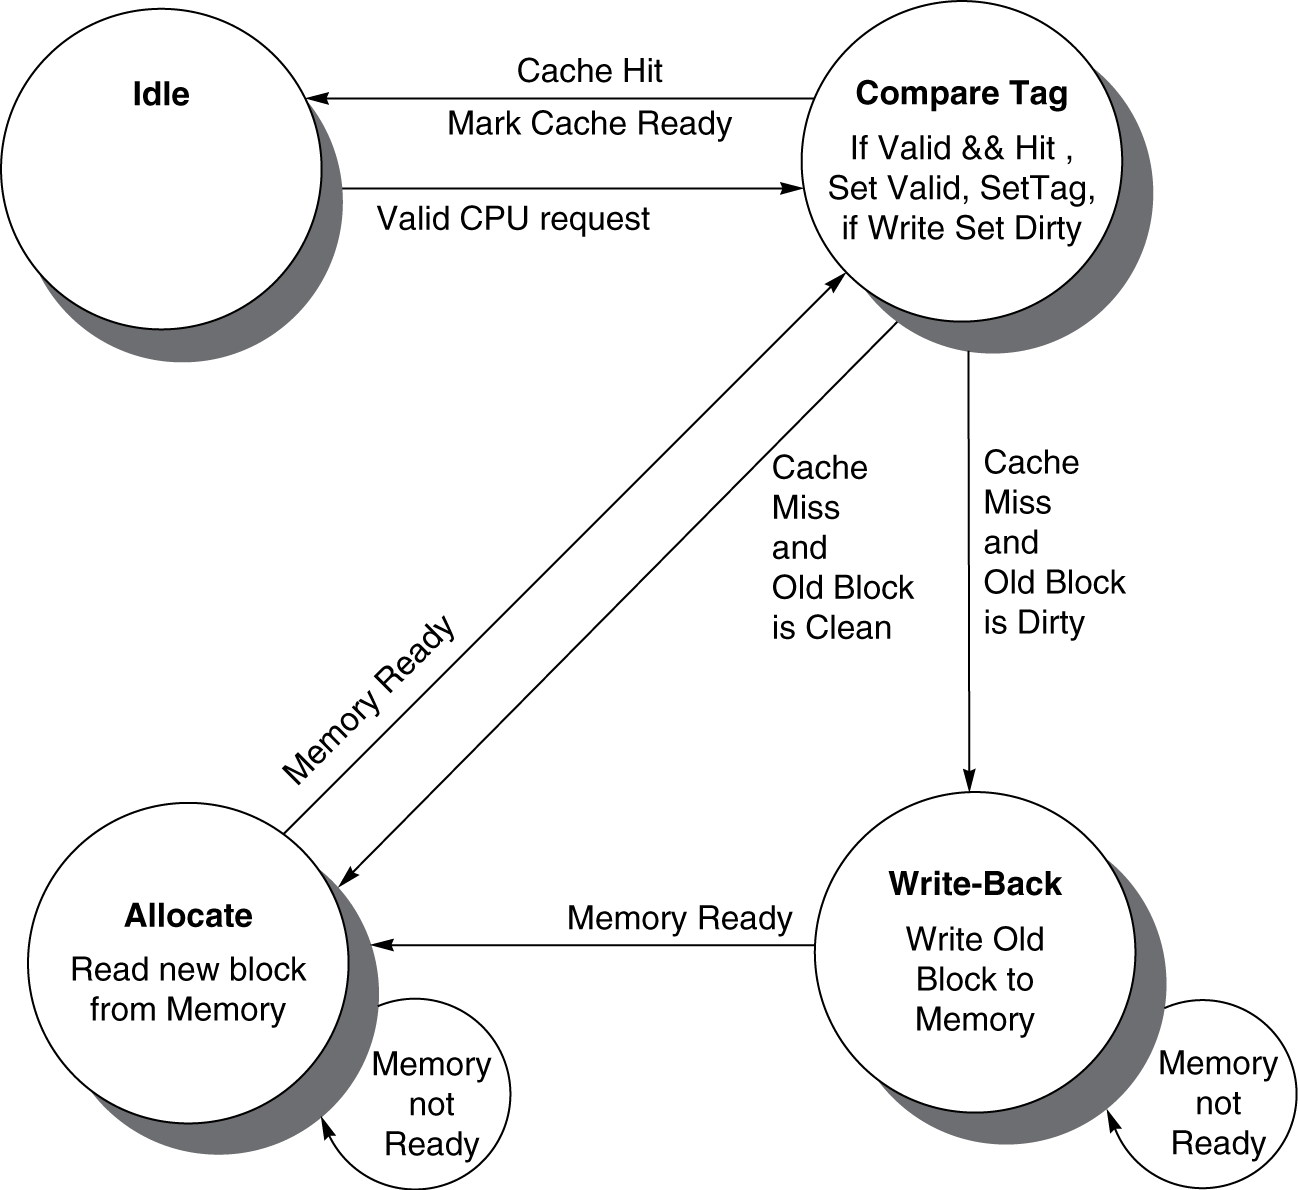 Idle
Cache Hit
Mark Cache Ready
Valid CPU request
Compare Tag
If Valid && Hit ,
Set Valid, SetTag,
if Write Set Dirty
Cache
Miss
and
Old Block
is Clean
Cache
Miss
and
Old Block
is Dirty
Memory Ready
Allocate
Read new block
from Memory
Memory
not
Ready
Memory Ready
Write-Back
Write Old
Block to
Memory
Memory
not
Ready